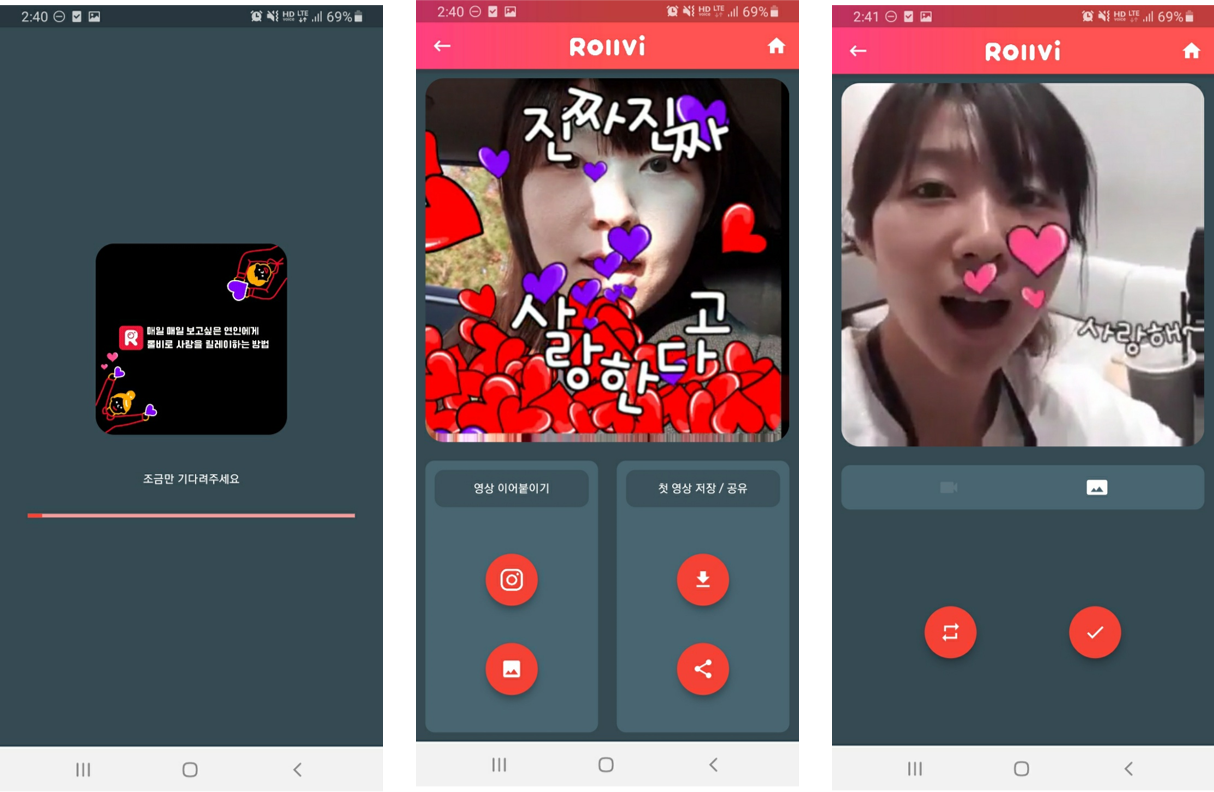 2:40
HD VOICE LTE 69%
매일 매일 보고싶은 연인에게
롤비로 사랑을 릴레이하는 방법
조금만 기다려주세요
2:40
HD VOICE LTE 69%
Rollvi
진짜진짜
사랑한다고
영상 이어붙이기
첫 영상 저장 / 공유
2:41
HD VOICE LTE 69%
Rollvi
사랑해~